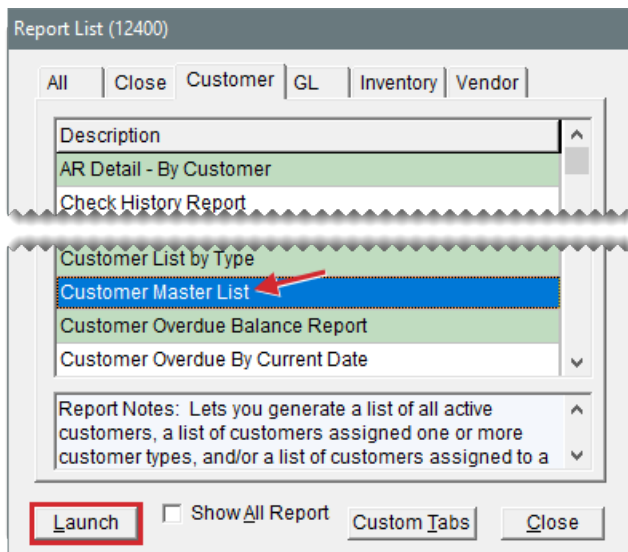 Report List (12400)
All Close Customer GL Inventory Vendor
Description
AR Detail - By Customer
Check History Report
Customer List by Type
Customer Master List
Customer Overdue Balance Report
Customer Overdue By Current Date
Report Notes:  Lets you generate a list of all active
customers, a list of customers assigned one or more
customer types, and/or a list of customers assigned to a
Launch Show All Report Custom Tabs Close